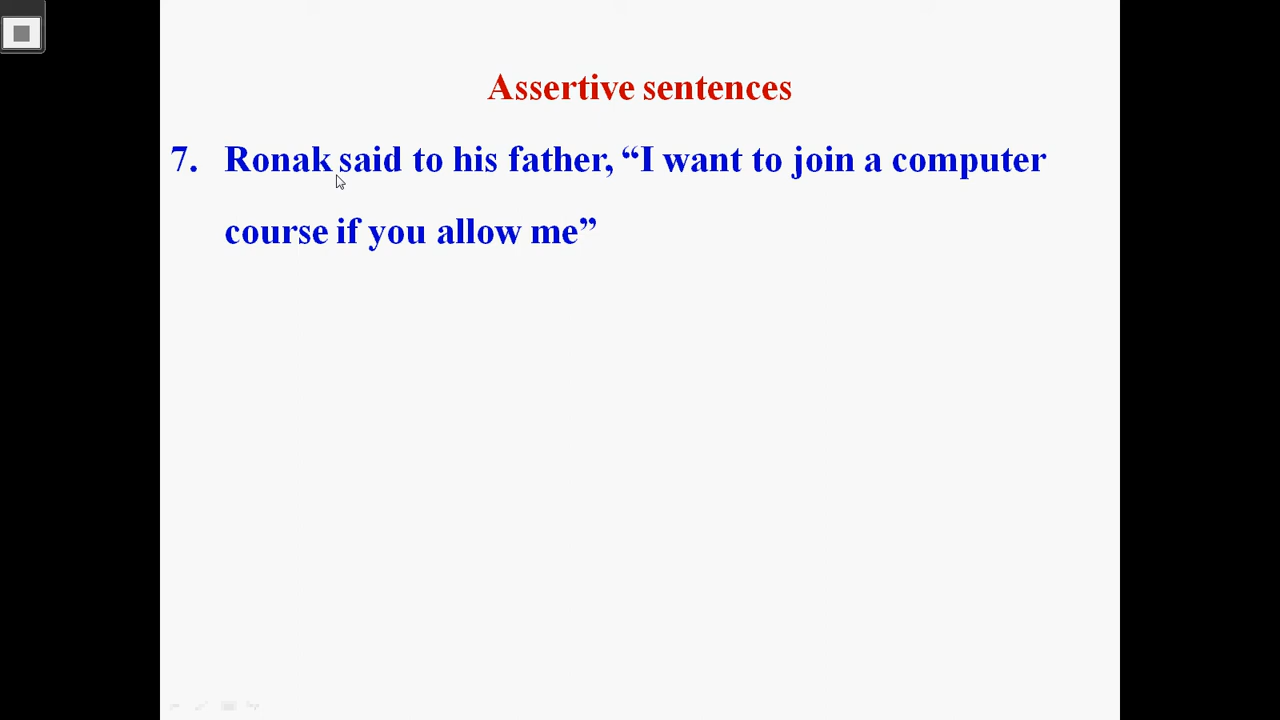 Assertive sentences
7. Ronak said to his father, “I want to join a computer
course if you allow me”